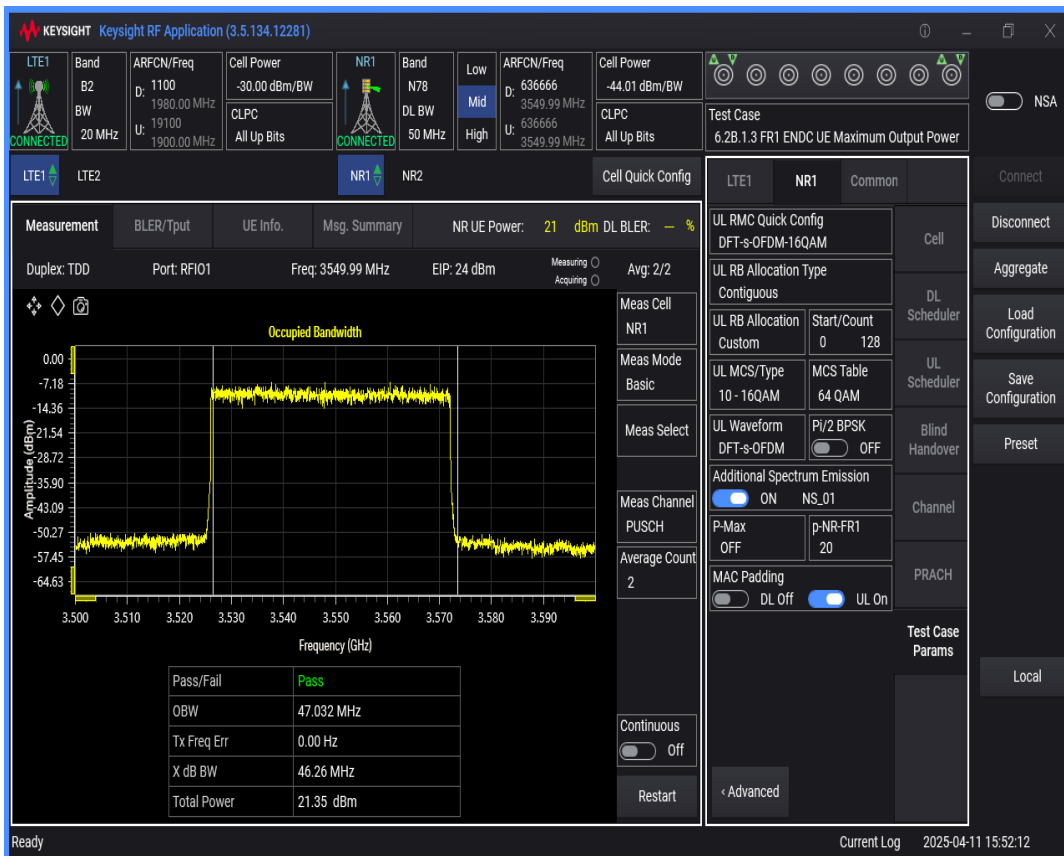 KEYSIGHT Keysight RF Application (3.5.134.12281)
LTE1
CONNECTED
Band
B2
BW
20 MHz
ARFCN/Freq
D: 1100
1980.00 MHz
U: 19100
1900.00 MHz
Cell Power
-30.00 dBm/BW
CLPC
All Up Bits
NR1
CONNECTED
Band
N78
DL BW
50 MHz
Low
Mid
High
ARFCN/Freq
D: 636666
3549.99 MHz
U: 636666
3549.99 MHz
Cell Power
-44.01 dBm/BW
CLPC
All Up Bits
Test Case
6.2B.1.3 FR1 ENDC UE Maximum Output Power
NSA
LTE1 LTE2 NR1 NR2 Cell Quick Config
Measurement BLER/Tput UE Info. Msg. Summary NR UE Power: 21 dBm DL BLER: — %
Duplex: TDD Port: RFIO1 Freq: 3549.99 MHz EIP: 24 dBm Measuring Avg: 2/2
Acquiring
Occupied Bandwidth
Amplitude (dBm)
0.00
-7.18
-14.36
-21.54
-28.72
-35.90
-43.09
-50.27
-57.45
-64.63
3.500 3.510 3.520 3.530 3.540 3.550 3.560 3.570 3.580 3.590
Frequency (GHz)
Pass/Fail Pass
OBW 47.032 MHz
Tx Freq Err 0.00 Hz
X dB BW 46.26 MHz
Total Power 21.35 dBm
Meas Cell
NR1
Meas Mode
Basic
Meas Select
Meas Channel
PUSCH
Average Count
2
Continuous
Off
Restart
LTE1 NR1 Common
UL RMC Quick Config
DFT-s-OFDM-16QAM
UL RB Allocation Type
Contiguous
UL RB Allocation
Custom
Start/Count
0 128
UL MCS/Type
10 - 16QAM
MCS Table
64 QAM
UL Waveform
DFT-s-OFDM
Pi/2 BPSK
OFF
Additional Spectrum Emission
ON NS_01
P-Max
OFF
p-NR-FR1
20
MAC Padding
DL Off UL On
‹ Advanced
Cell
DL
Scheduler
UL
Scheduler
Blind
Handover
Channel
PRACH
Test Case
Params
Connect
Disconnect
Aggregate
Load
Configuration
Save
Configuration
Preset
Local
Ready Current Log 2025-04-11 15:52:12